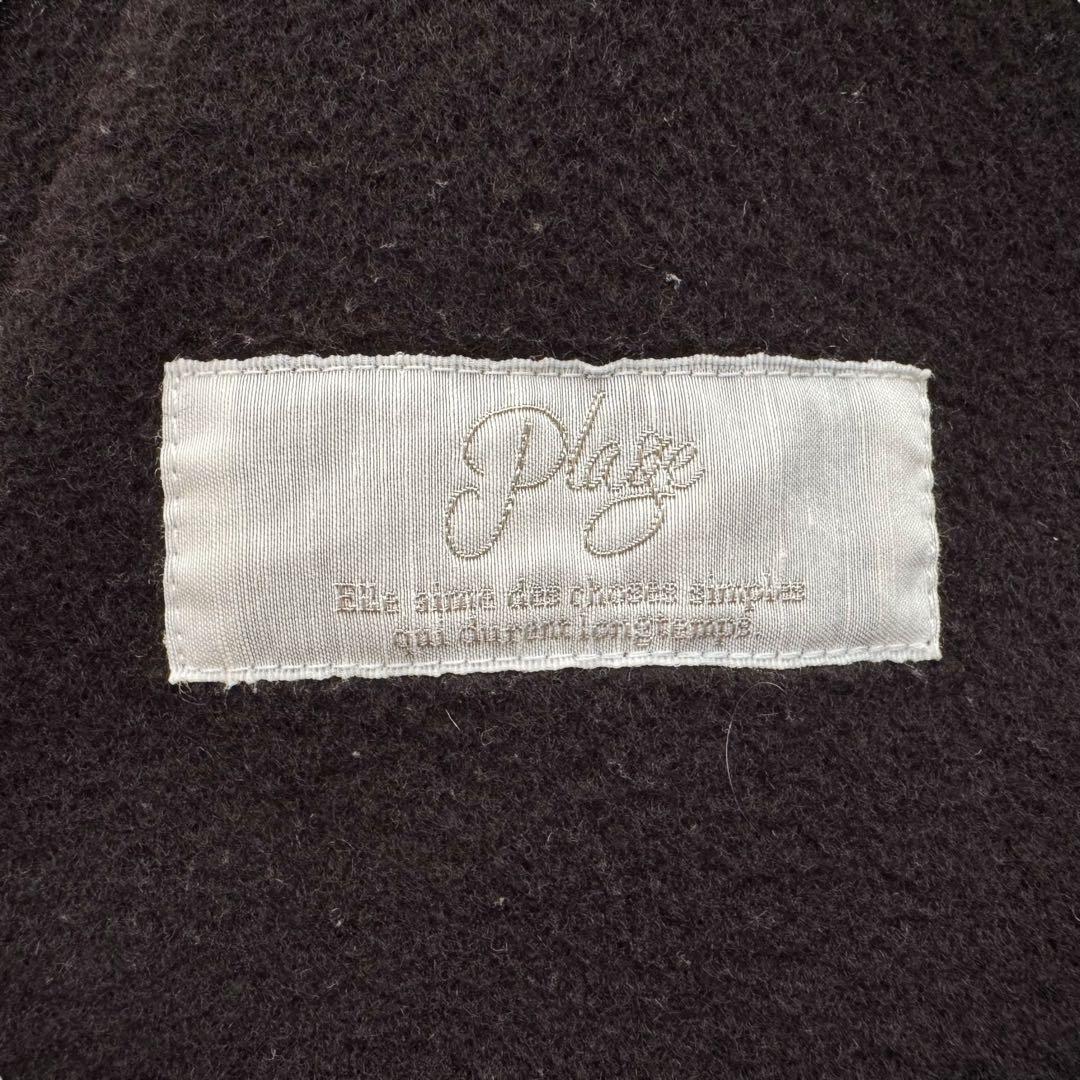 Plage
Elle aime des choses simples
qui durent longtemps.